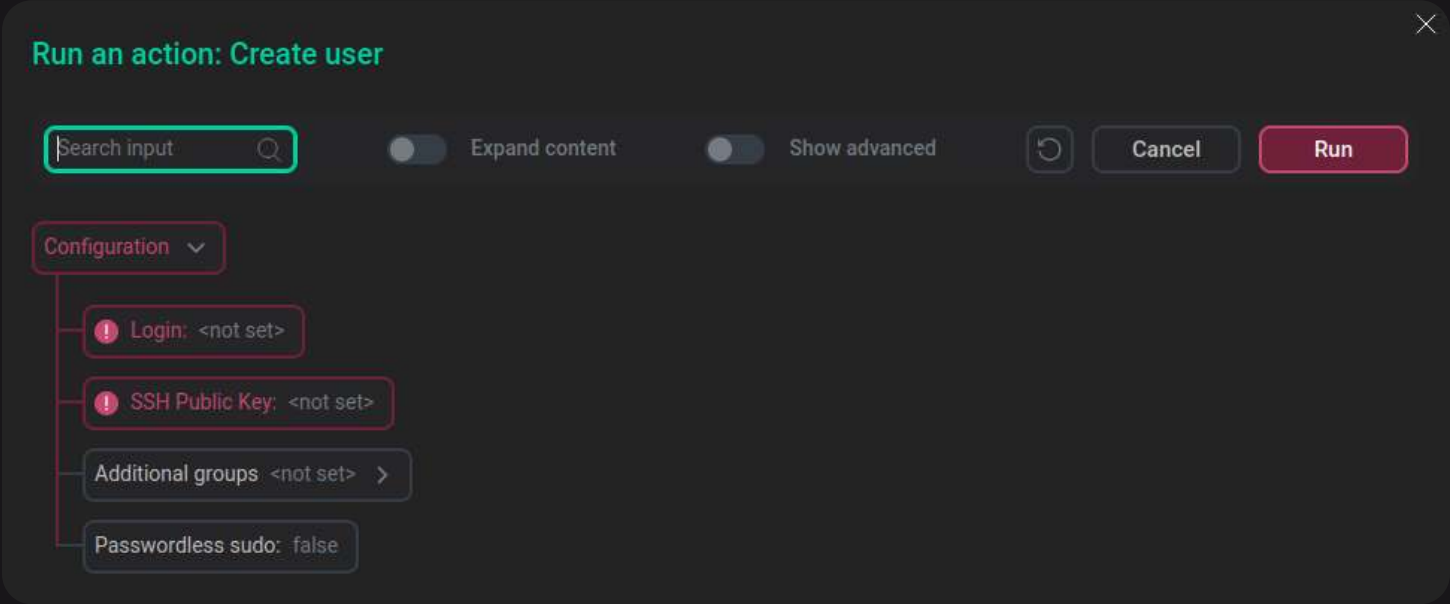 Run an action: Create user
Search input
Expand content
Show advanced
Cancel
Run
Configuration
Login: <not set>
SSH Public Key: <not set>
Additional groups <not set>
Passwordless sudo: false